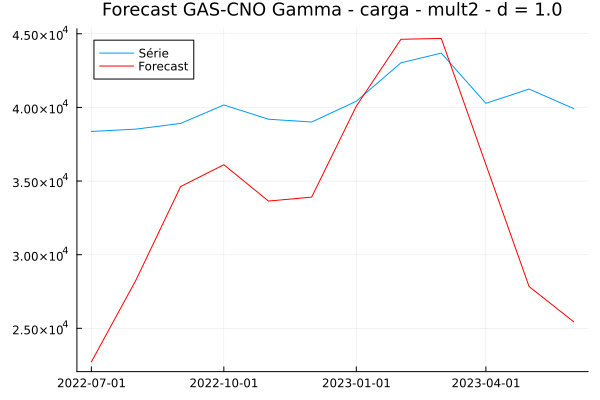 Forecast GAS-CNO Gamma - carga - mult2 - d = 1.0
Série
Forecast
4.50×10⁴
4.00×10⁴
3.50×10⁴
3.00×10⁴
2.50×10⁴
2022-07-01 2022-10-01 2023-01-01 2023-04-01